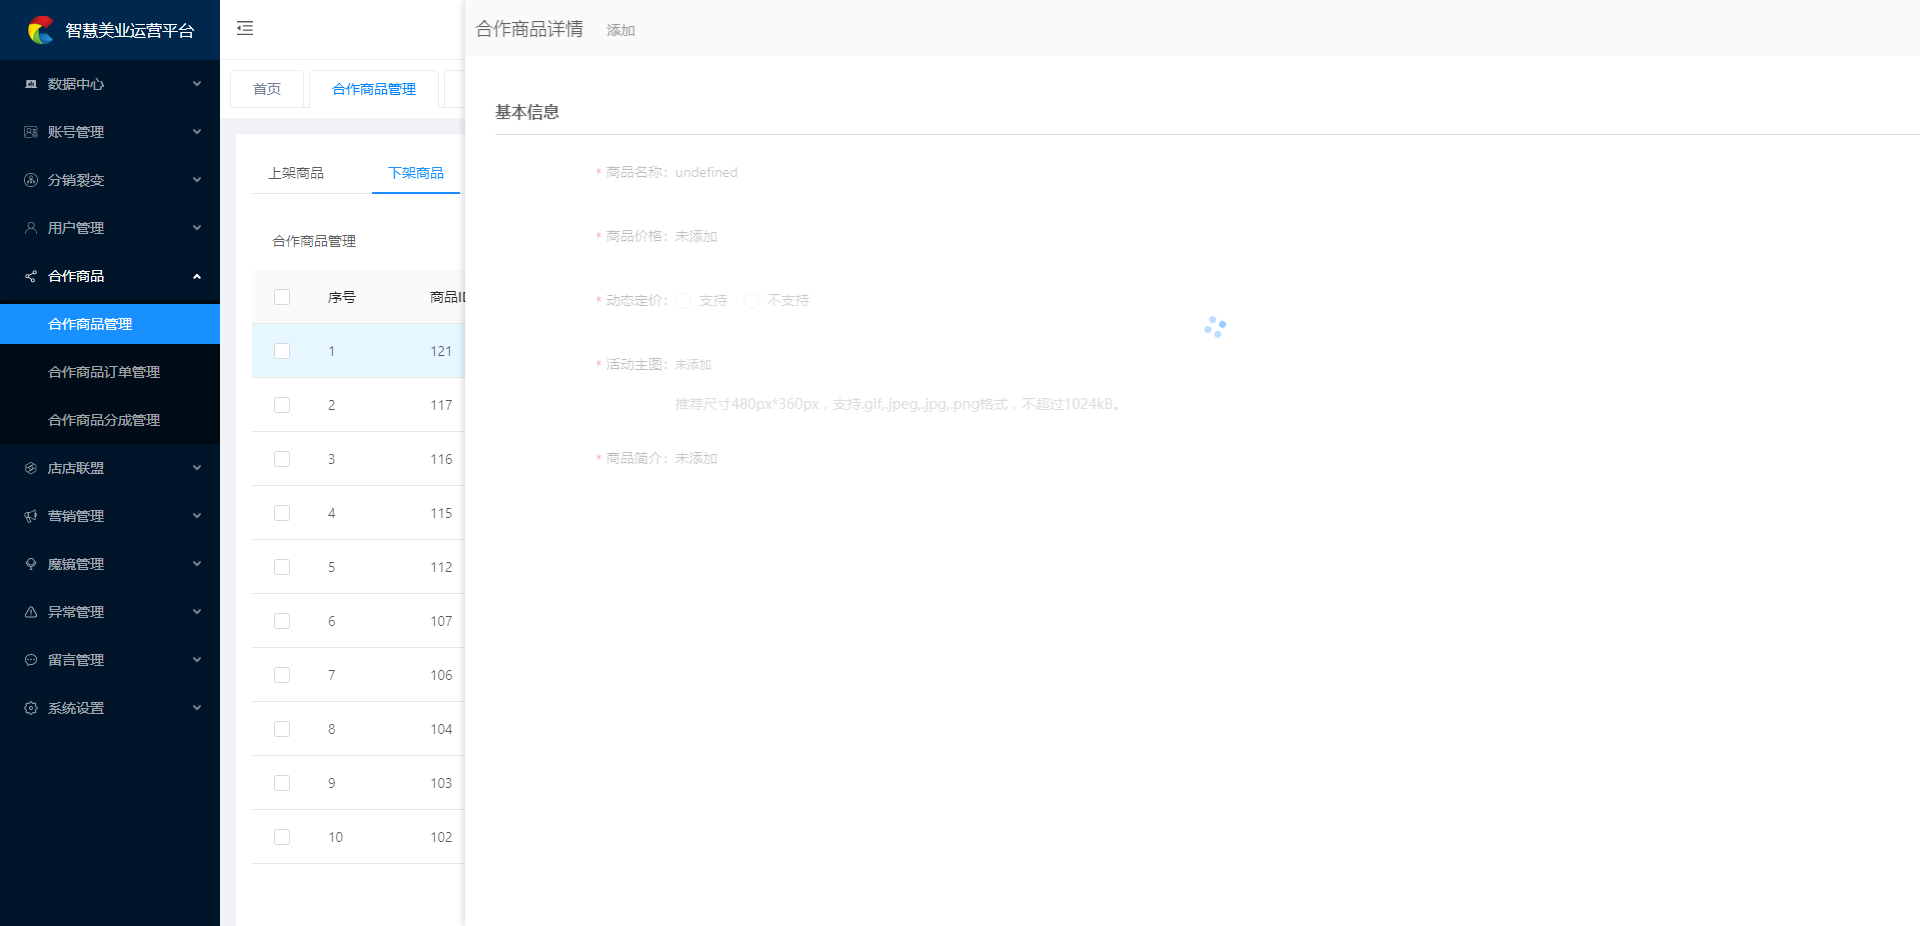 智慧美业运营平台
数据中心
账号管理
分销裂变
用户管理
合作商品
合作商品管理
合作商品订单管理
合作商品分成管理
店店联盟
营销管理
魔镜管理
异常管理
留言管理
系统设置
首页
合作商品管理
上架商品
下架商品
合作商品管理
序号 商品ID
1 121
2 117
3 116
4 115
5 112
6 107
7 106
8 104
9 103
10 102
合作商品详情 添加
基本信息
* 商品名称: undefined
* 商品价格: 未添加
* 动态定价: 支持 不支持
* 活动主图: 未添加
推荐尺寸480px*360px，支持.gif,.jpeg,.jpg,.png格式，不超过1024kB。
* 商品简介: 未添加